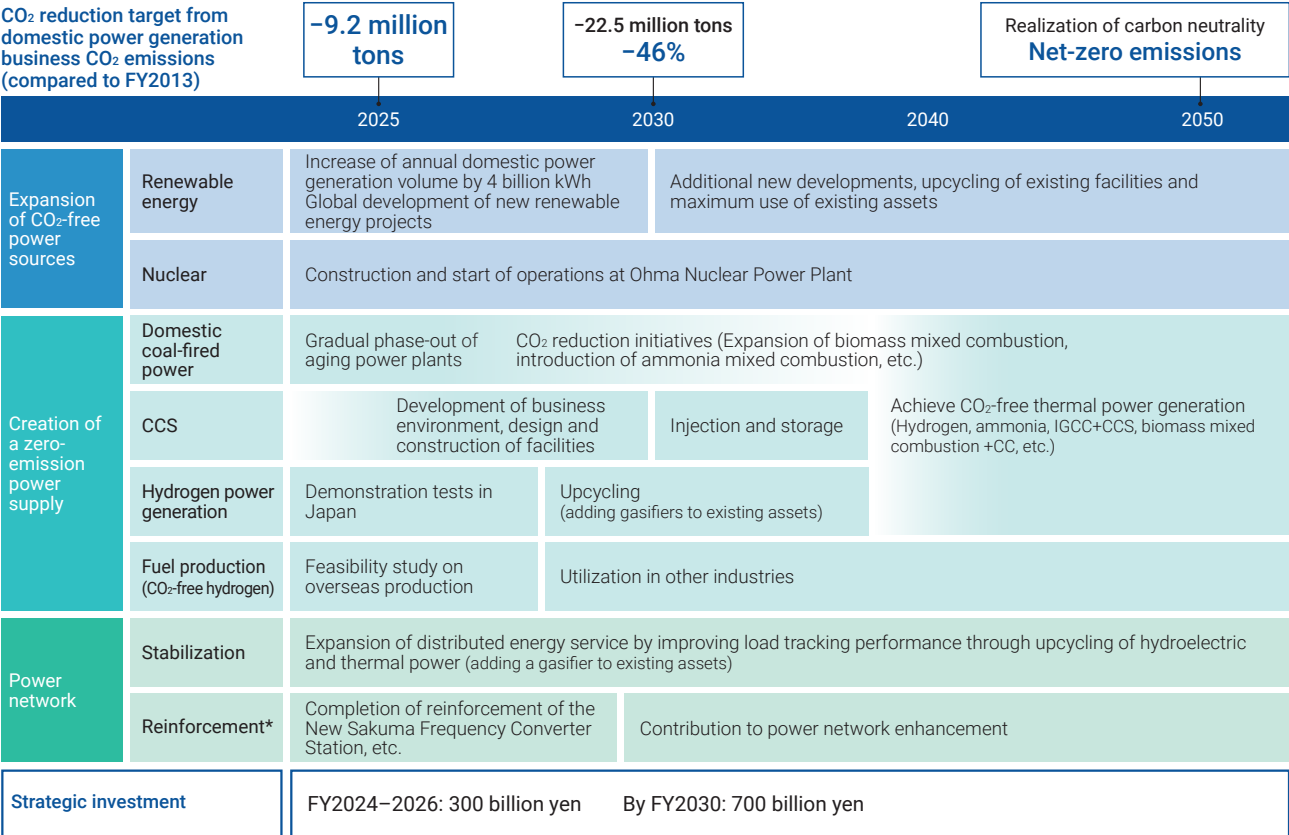 CO₂ reduction target from
domestic power generation
business CO₂ emissions
(compared to FY2013)
−9.2 million
tons
−22.5 million tons
−46%
Realization of carbon neutrality
Net-zero emissions
2025
2030
2040
2050
Expansion
of CO₂-free
power
sources
Renewable
energy
Increase of annual domestic power
generation volume by 4 billion kWh
Global development of new renewable
energy projects
Additional new developments, upcycling of existing facilities and
maximum use of existing assets
Nuclear
Construction and start of operations at Ohma Nuclear Power Plant
Creation of
a zero-
emission
power
supply
Domestic
coal-fired
power
Gradual phase-out of
aging power plants
CO₂ reduction initiatives (Expansion of biomass mixed combustion,
introduction of ammonia mixed combustion, etc.)
CCS
Development of business
environment, design and
construction of facilities
Injection and storage
Achieve CO₂-free thermal power generation
(Hydrogen, ammonia, IGCC+CCS, biomass mixed
combustion +CC, etc.)
Hydrogen power
generation
Demonstration tests in
Japan
Upcycling
(adding gasifiers to existing assets)
Fuel production
(CO₂-free hydrogen)
Feasibility study on
overseas production
Utilization in other industries
Power
network
Stabilization
Expansion of distributed energy service by improving load tracking performance through upcycling of hydroelectric
and thermal power (adding a gasifier to existing assets)
Reinforcement*
Completion of reinforcement of the
New Sakuma Frequency Converter
Station, etc.
Contribution to power network enhancement
Strategic investment
FY2024–2026: 300 billion yen
By FY2030: 700 billion yen